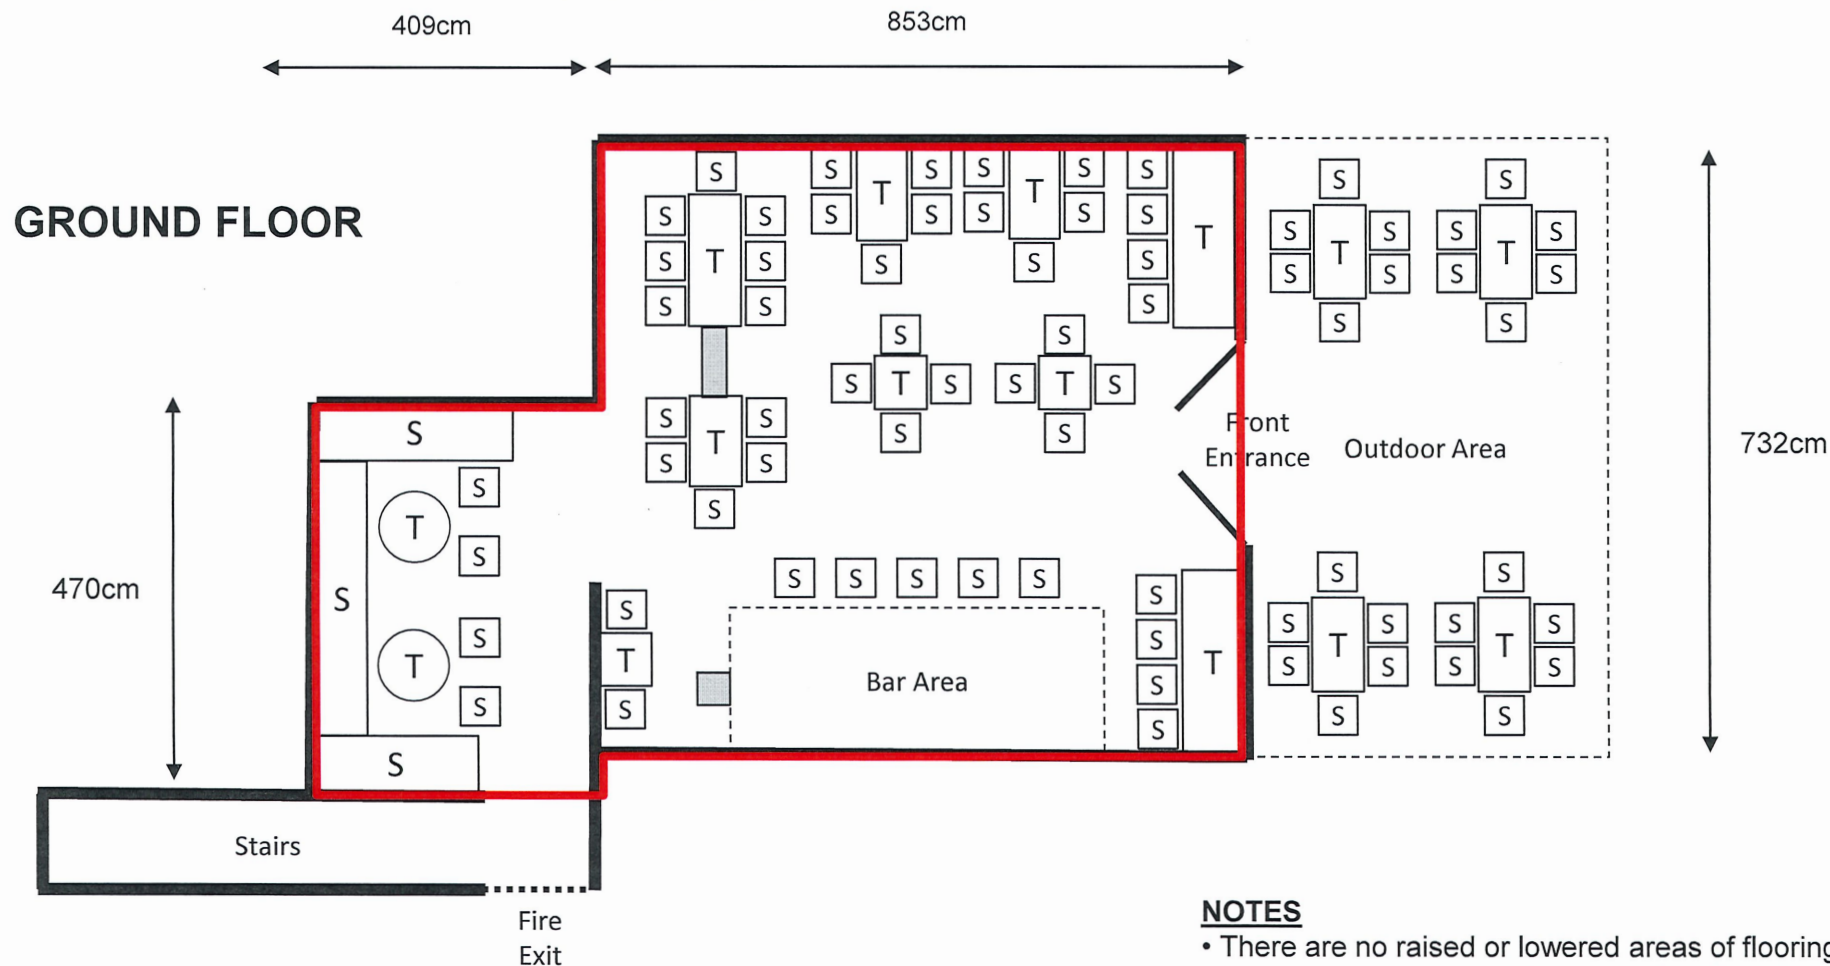 409cm 853cm
S S S S S S S S
T T
GROUND FLOOR S S S S S S S
S S S S
T T T
S T S S S S S S S S
S S S S S
S S
S T S S T S
S S
Front
S T S S
Entrance Outdoor Area 732cm
S S
S S
T
S
S S S S S S S S
470cm
S S S
S S S S S
S S T T
T T S T
S S S S S
Bar Area
S S S
S S S S
S
Stairs
Fire
Exit
NOTES
• There are no raised or lowered areas of flooring